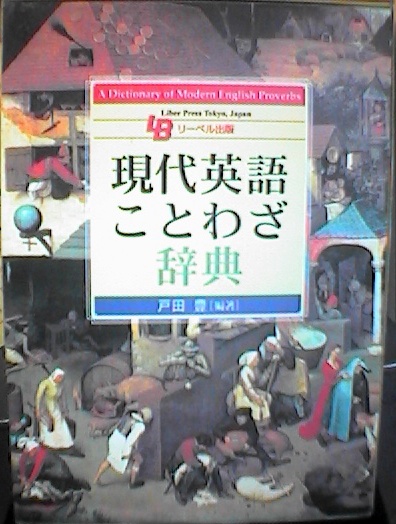 A Dictionary of Modern English Proverbs
Liber Press Tokyo, Japan
LB リーベル出版
現代英語
ことわざ
辞典
戸田 豊[編著]